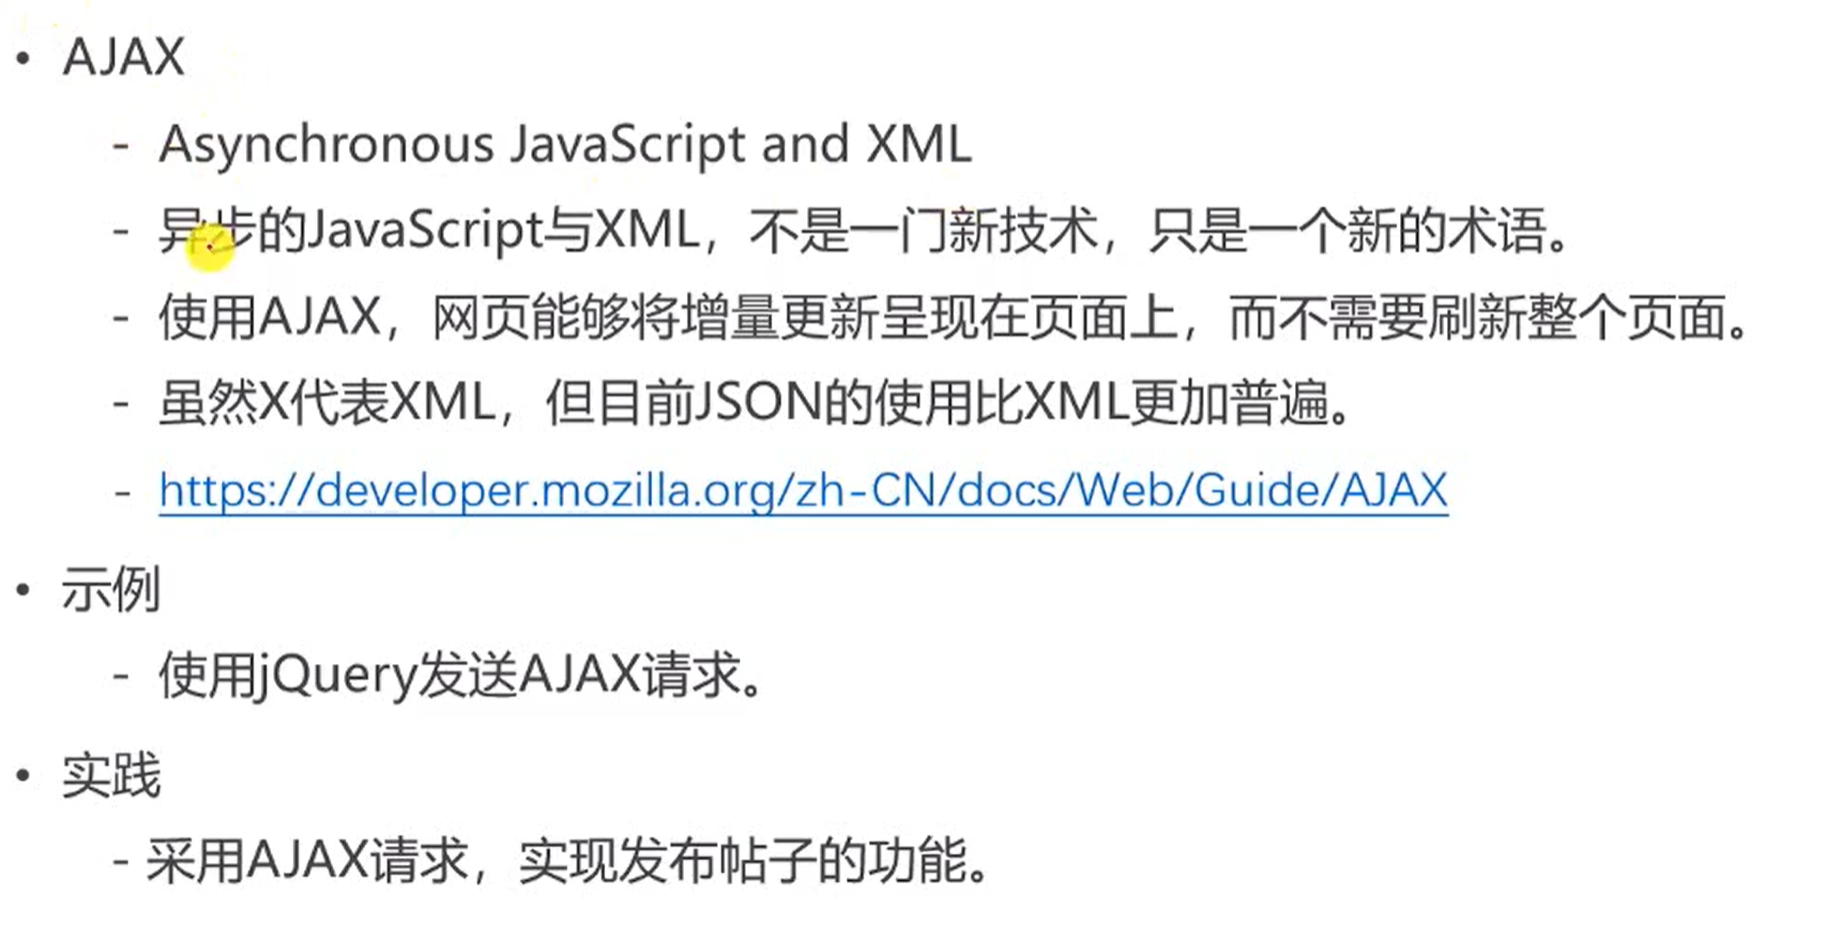 • AJAX
- Asynchronous JavaScript and XML
- 异步的JavaScript与XML，不是一门新技术，只是一个新的术语。
- 使用AJAX，网页能够将增量更新呈现在页面上，而不需要刷新整个页面。
- 虽然X代表XML，但目前JSON的使用比XML更加普遍。
- https://developer.mozilla.org/zh-CN/docs/Web/Guide/AJAX
• 示例
- 使用jQuery发送AJAX请求。
• 实践
- 采用AJAX请求，实现发布帖子的功能。